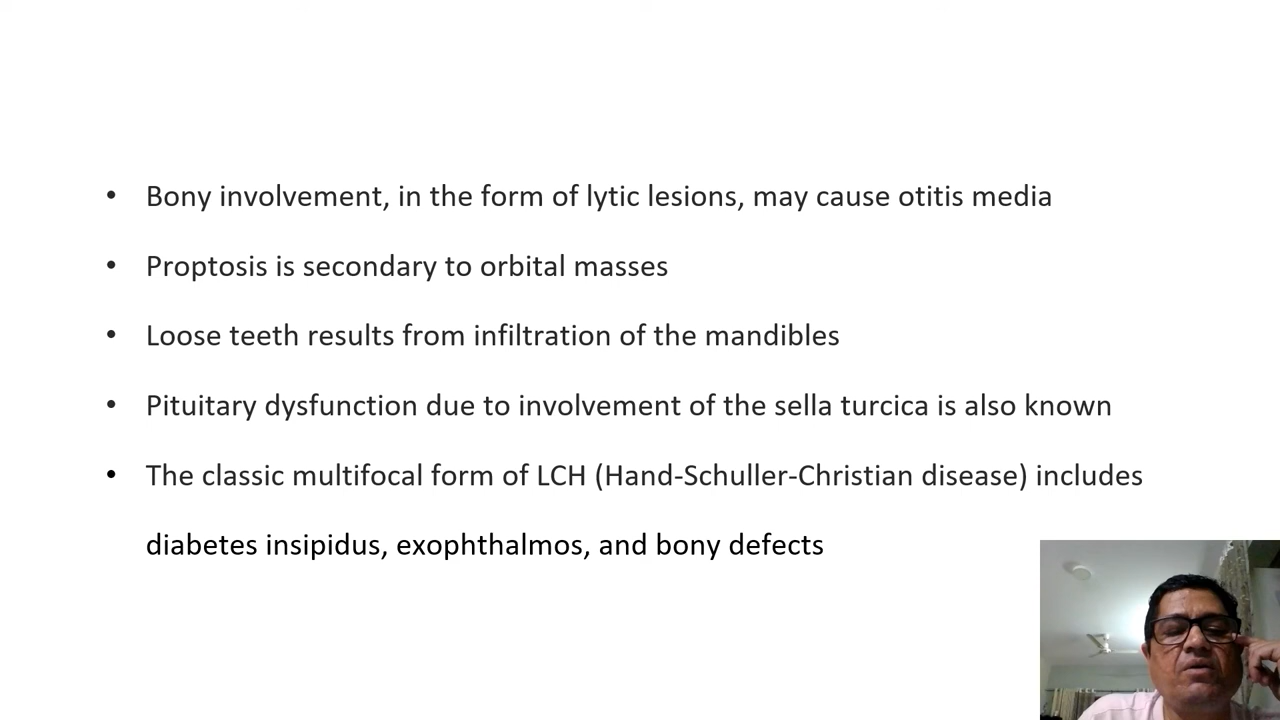 • Bony involvement, in the form of lytic lesions, may cause otitis media
• Proptosis is secondary to orbital masses
• Loose teeth results from infiltration of the mandibles
• Pituitary dysfunction due to involvement of the sella turcica is also known
• The classic multifocal form of LCH (Hand-Schuller-Christian disease) includes
diabetes insipidus, exophthalmos, and bony defects